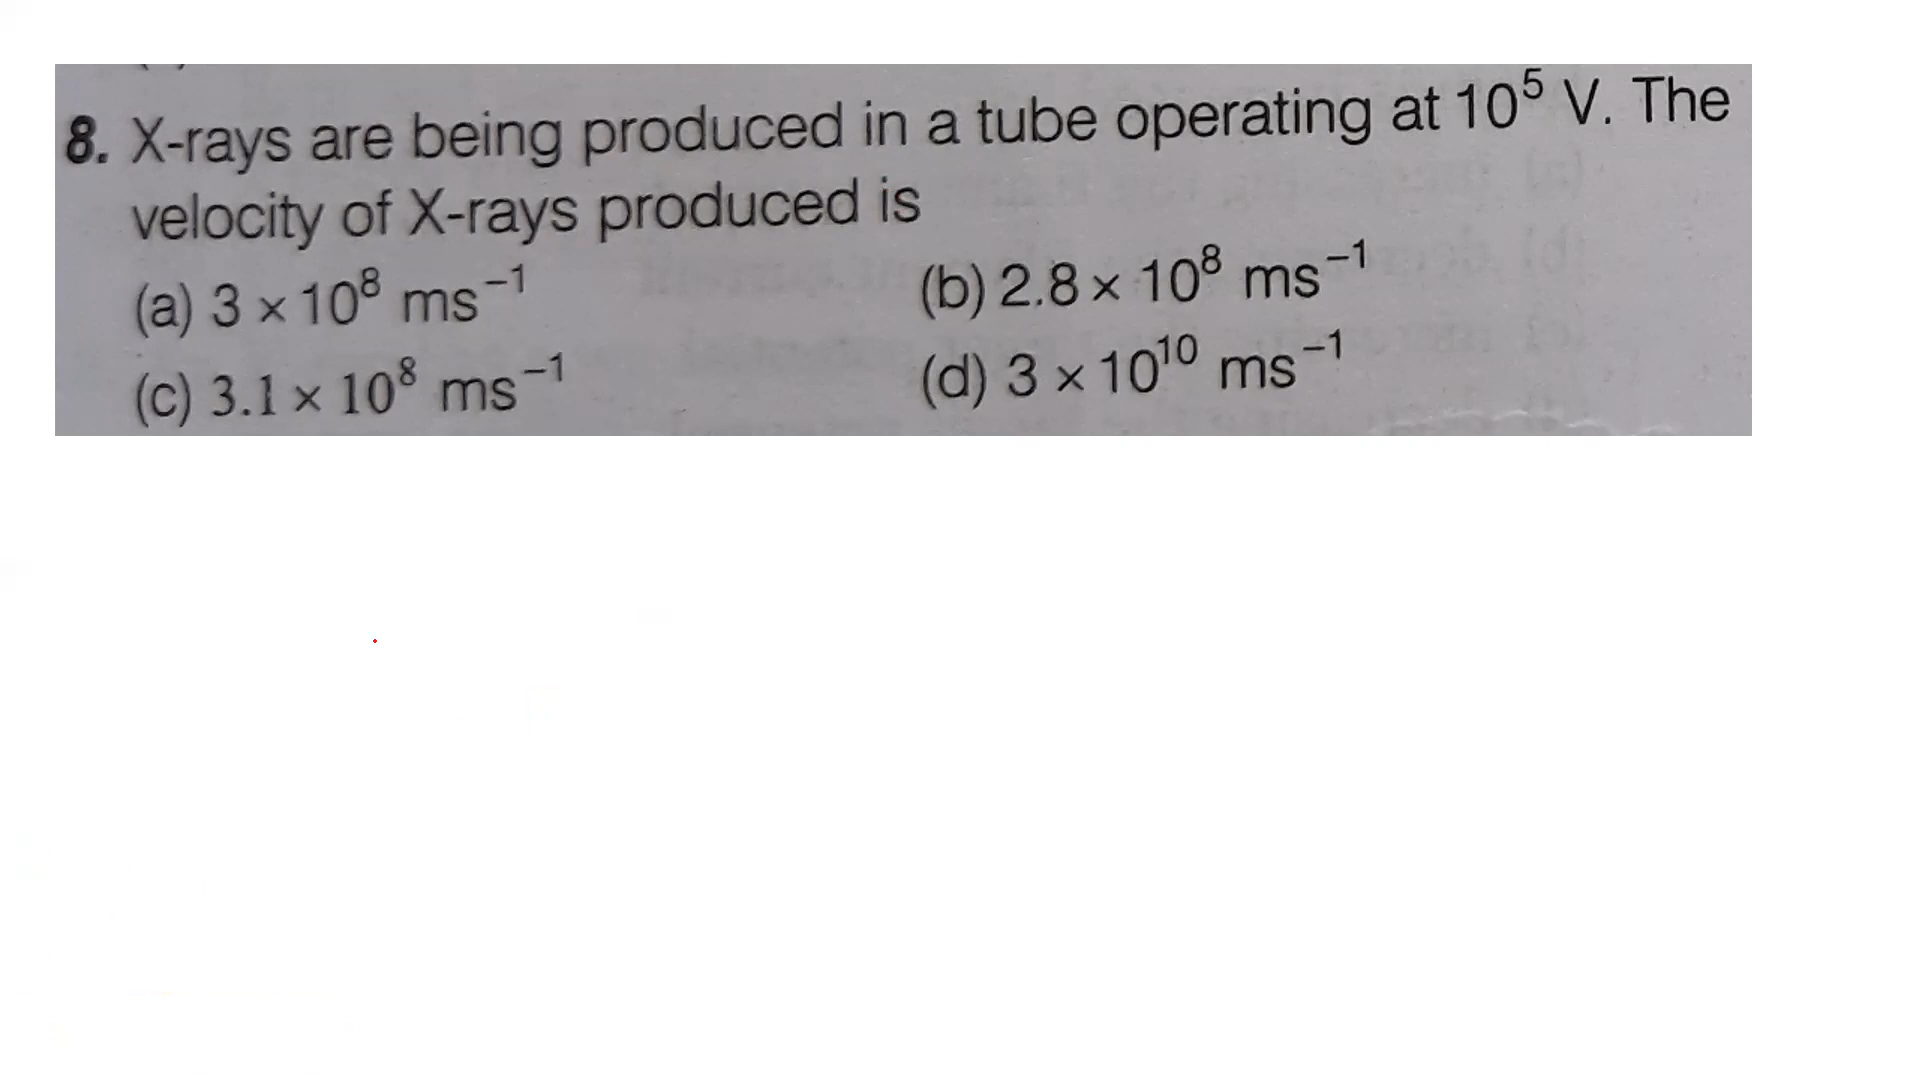 8. X-rays are being produced in a tube operating at 10⁵ V. The
velocity of X-rays produced is
(a) 3 × 10⁸ ms⁻¹ (b) 2.8 × 10⁸ ms⁻¹
(c) 3.1 × 10⁸ ms⁻¹ (d) 3 × 10¹⁰ ms⁻¹